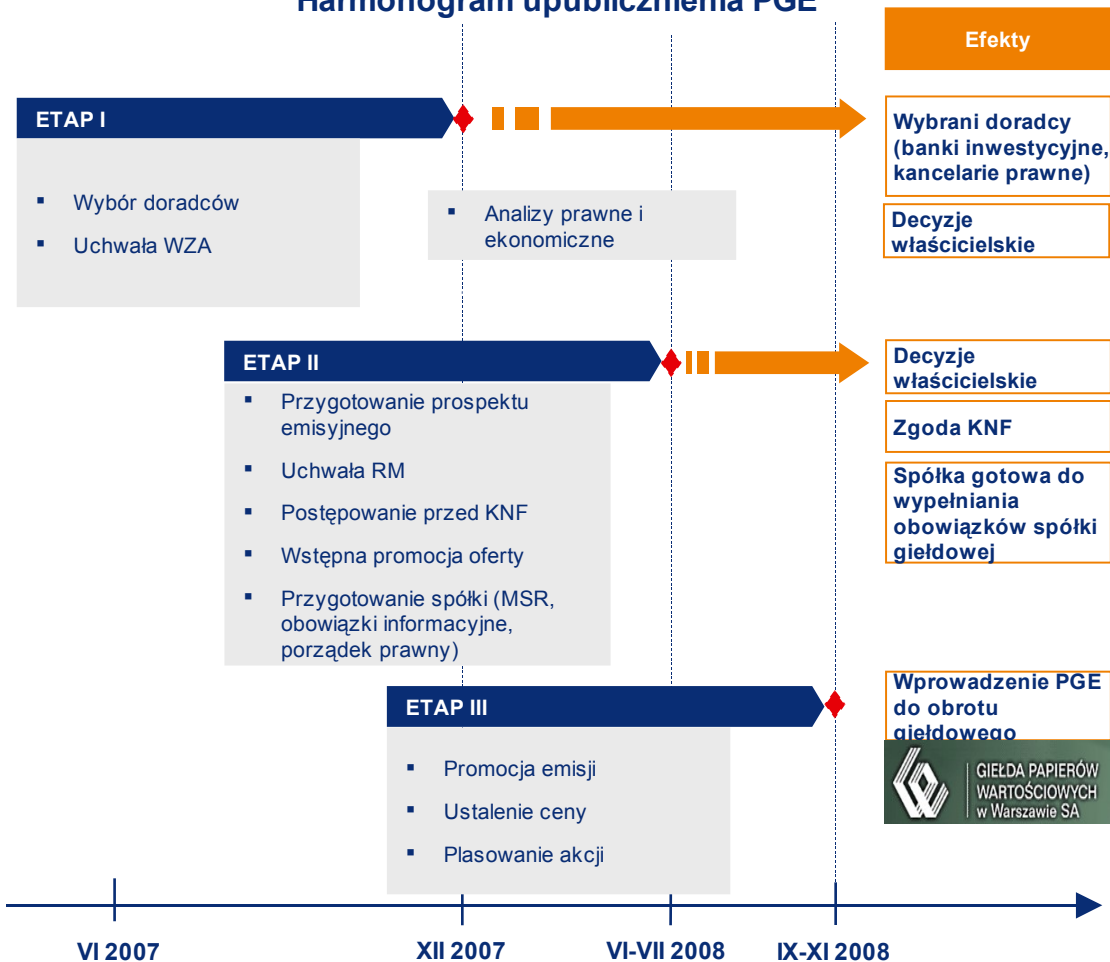 Harmonogram upublicznienia PGE
Efekty
ETAP I
Wybór doradców
Uchwała WZA
Analizy prawne i
ekonomiczne
Wybrani doradcy
(banki inwestycyjne,
kancelarie prawne)
Decyzje
właścicielskie
ETAP II
Przygotowanie prospektu
emisyjnego
Uchwała RM
Postępowanie przed KNF
Wstępna promocja oferty
Przygotowanie spółki (MSR,
obowiązki informacyjne,
porządek prawny)
Decyzje
właścicielskie
Zgoda KNF
Spółka gotowa do
wypełniania
obowiązków spółki
giełdowej
ETAP III
Promocja emisji
Ustalenie ceny
Plasowanie akcji
Wprowadzenie PGE
do obrotu
giełdowego
GIEŁDA PAPIERÓW
WARTOŚCIOWYCH
w Warszawie SA
VI 2007
XII 2007
VI-VII 2008
IX-XI 2008